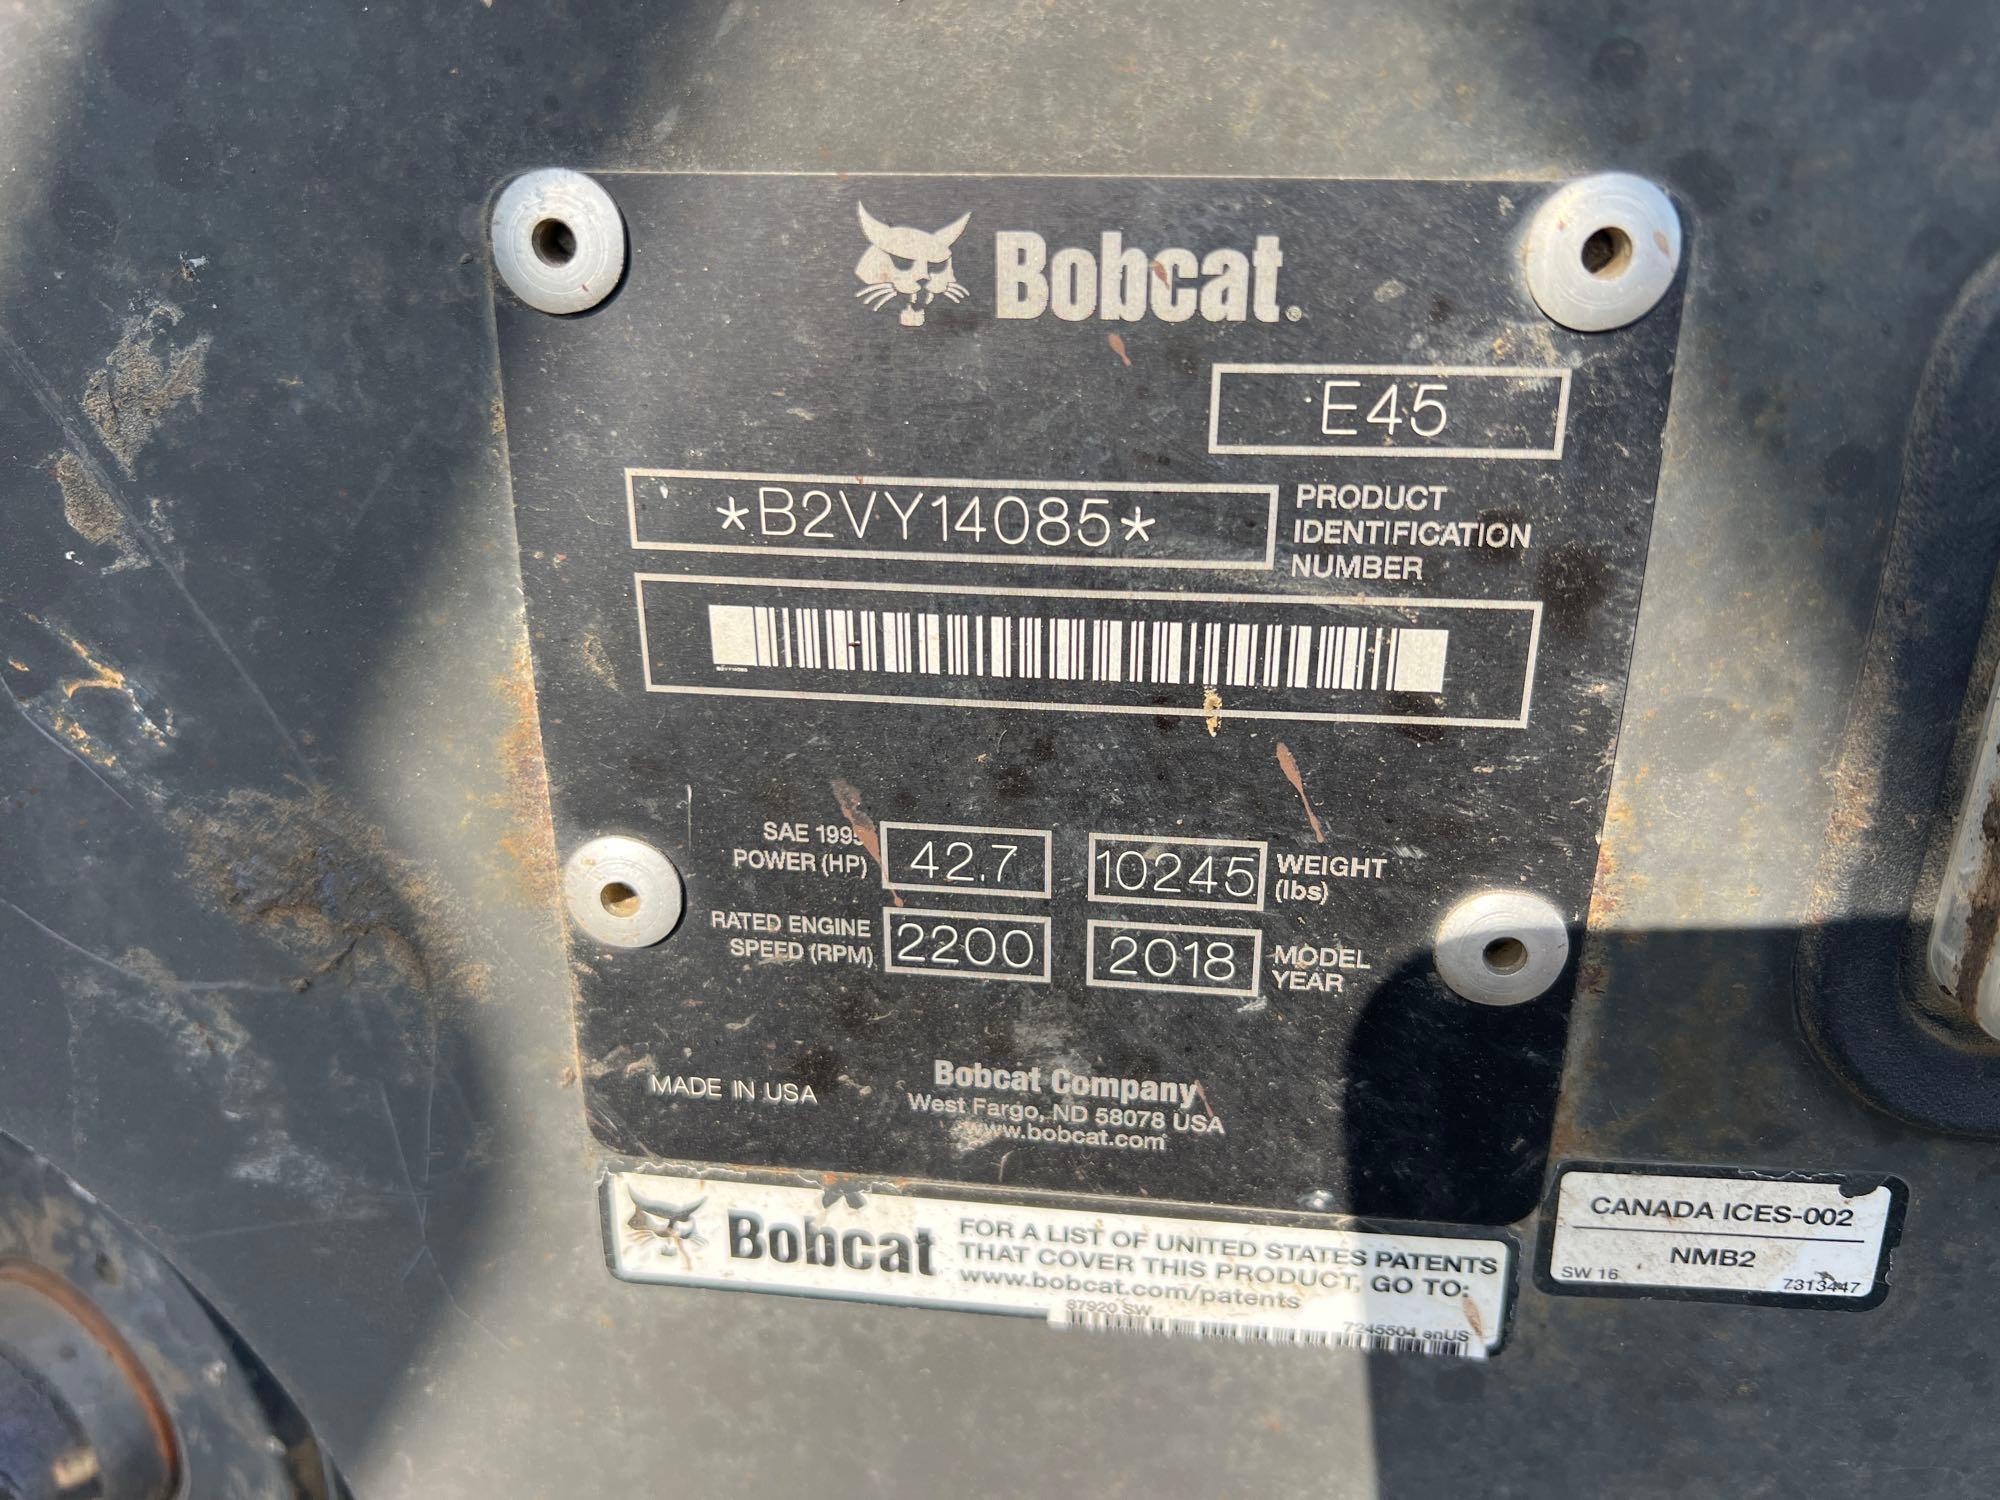 Bobcat®
E45
*B2VY14085*
PRODUCT
IDENTIFICATION
NUMBER
B2VY14085
SAE 1995
POWER (HP)
42.7
10245
WEIGHT
(lbs)
RATED ENGINE
SPEED (RPM)
2200
2018
MODEL
YEAR
MADE IN USA
Bobcat Company
West Fargo, ND 58078 USA
www.bobcat.com
Bobcat
FOR A LIST OF UNITED STATES PATENTS
THAT COVER THIS PRODUCT, GO TO:
www.bobcat.com/patents
87920 SW
7245504 enUS
CANADA ICES-002
NMB2
SW 16
7313447